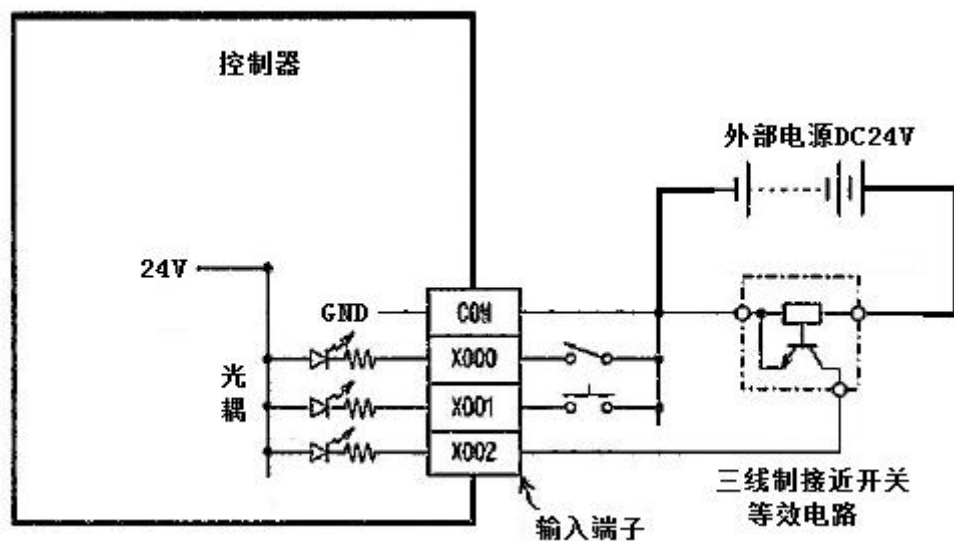 控制器
外部电源DC24V
24V
GND
COM
X000
光
耦
X001
X002
三线制接近开关
等效电路
输入端子